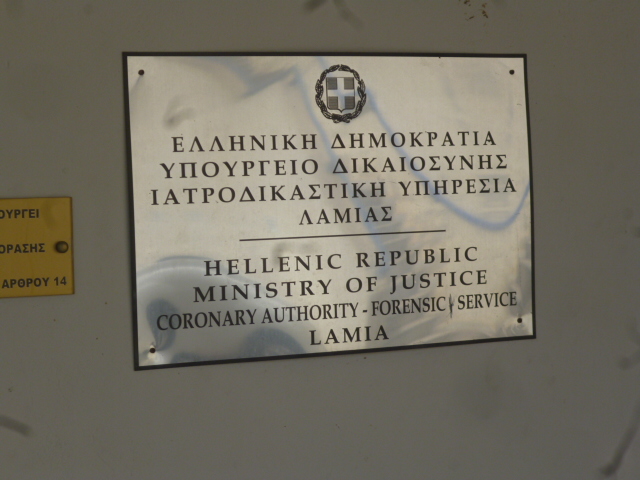 ΕΛΛΗΝΙΚΗ ΔΗΜΟΚΡΑΤΙΑ
ΥΠΟΥΡΓΕΙΟ ΔΙΚΑΙΟΣΥΝΗΣ
ΙΑΤΡΟΔΙΚΑΣΤΙΚΗ ΥΠΗΡΕΣΙΑ
ΛΑΜΙΑΣ
HELLENIC REPUBLIC
MINISTRY OF JUSTICE
CORONARY AUTHORITY - FORENSIC SERVICE
LAMIA
ΟΥΡΓΕΙ
ΟΡΑΣΗΣ
ΑΡΘΡΟΥ 14